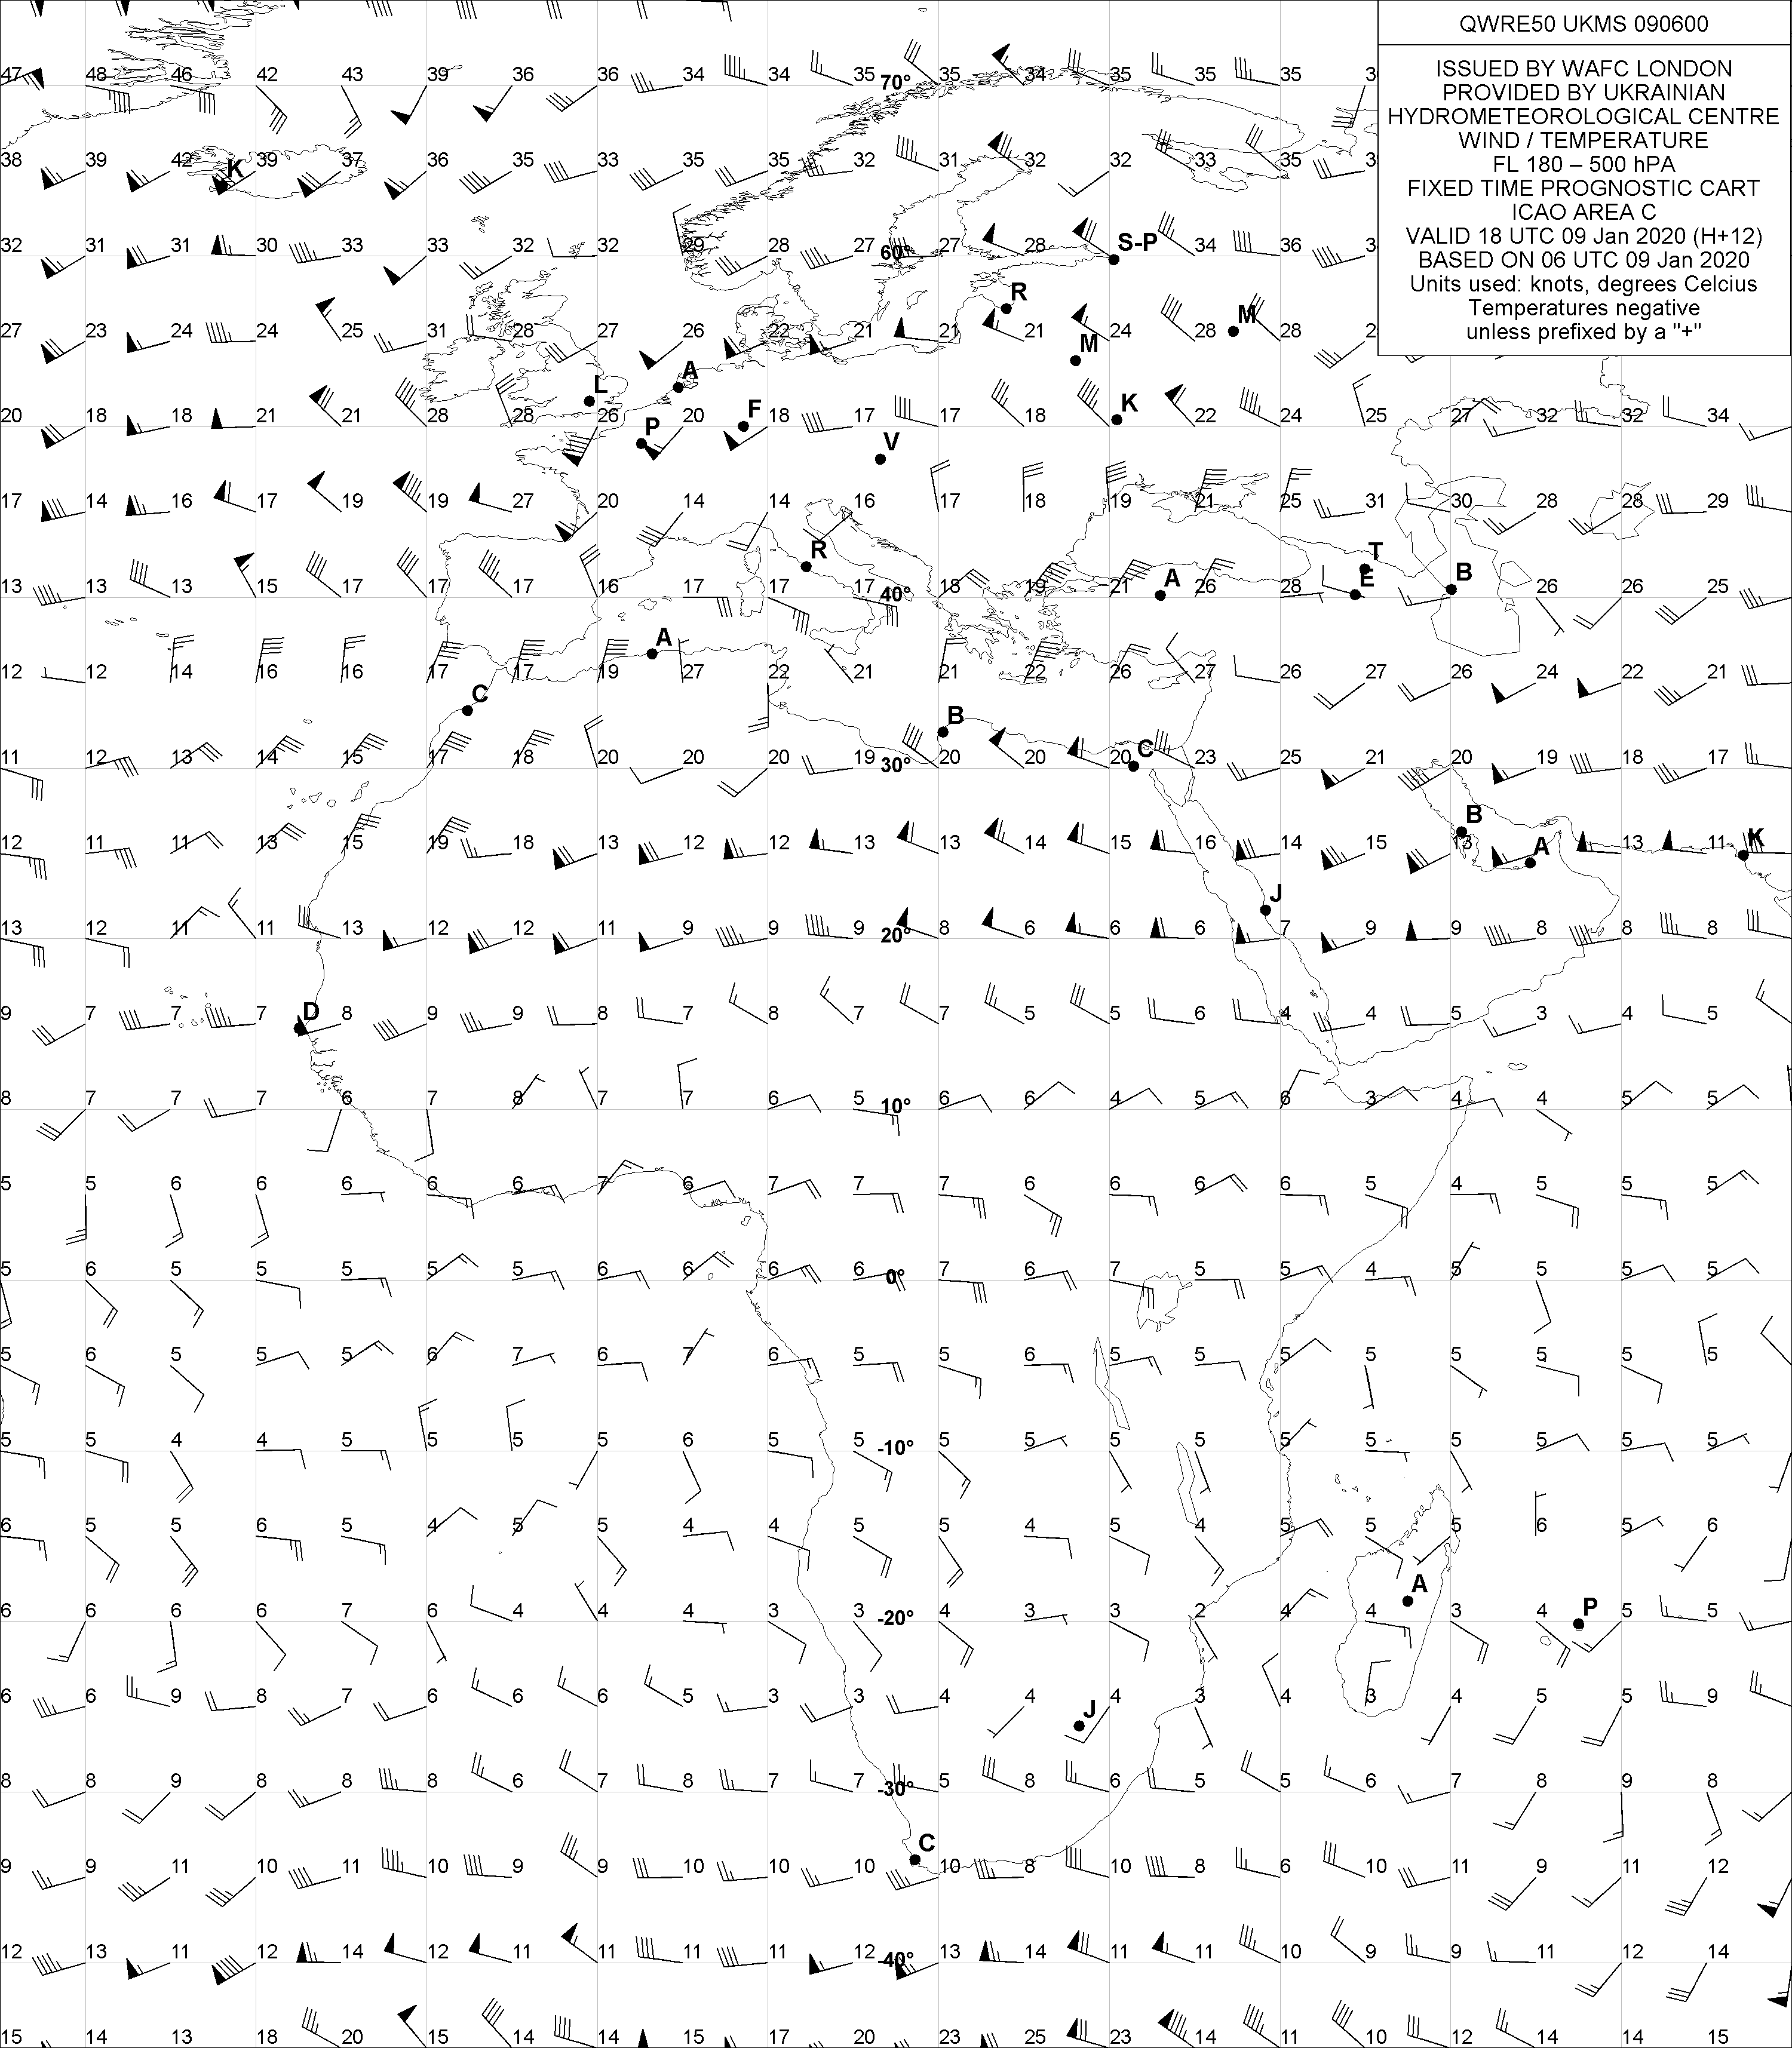 QWRE50 UKMS 090600
ISSUED BY WAFC LONDON
PROVIDED BY UKRAINIAN
HYDROMETEOROLOGICAL CENTRE
WIND / TEMPERATURE
FL 180 – 500 hPA
FIXED TIME PROGNOSTIC CART
ICAO AREA C
VALID 18 UTC 09 Jan 2020 (H+12)
BASED ON 06 UTC 09 Jan 2020
Units used: knots, degrees Celcius
Temperatures negative
unless prefixed by a "+"
47 48 46 42 43 39 36 36 34 34 35 70° 35 34 35 35 35
38 39 42 K 39 37 36 35 33 35 35 32 31 32 32 33 35
32 31 31 30 33 33 32 32 29 28 27 60° 27 28 S-P 34 36
R
27 23 24 24 25 31 28 27 26 22 21 21 21 24 28 M 28
M
A
L
20 18 18 21 21 28 28 26 P 20 F 18 17 17 18 K 22 24 25 27 32 32 34
V
17 14 16 17 19 19 27 20 14 14 16 17 18 19 21 25 31 30 28 28 29
R T
13 13 13 15 17 17 17 16 17 17 17 40° 18 19 21 A 26 28 E B 26 26 25
A
12 12 14 16 16 17 17 19 27 22 21 21 22 26 27 26 27 26 24 22 21
C
B
11 12 13 14 15 17 18 20 20 20 19 30° 20 20 20 C 23 25 21 20 19 18 17
B
12 11 11 13 15 19 18 13 12 12 13 13 14 15 16 14 15 13 A 13 11 K
J
13 12 11 11 13 12 12 11 9 9 9 20° 8 6 6 6 7 9 9 8 8 8
9 7 7 7 D 8 9 9 8 7 8 7 7 5 5 6 4 4 5 3 4 5
8 7 7 7 6 7 8 7 7 6 5 10° 6 6 4 5 6 3 4 4 5 5
5 5 6 6 6 6 6 7 6 7 7 7 6 6 6 6 5 4 5 5 5
5 6 5 5 5 5 5 6 6 6 6 0° 7 6 7 5 5 4 5 5 5 5
5 6 5 5 5 6 7 6 7 6 5 5 6 5 5 5 5 5 5 5 5
5 5 4 4 5 5 5 5 6 5 5 -10° 5 5 5 5 5 5 5 5 5 5
6 5 5 6 5 4 5 5 4 4 5 5 4 5 4 5 5 5 6 5 6
A
6 6 6 6 7 6 4 4 4 3 3 -20° 4 3 3 2 4 4 3 4 P 5 5
6 6 9 8 7 6 6 6 5 3 3 4 4 J 4 3 4 3 4 5 5 9
8 8 9 8 8 8 6 7 8 7 7 -30° 5 8 6 5 5 6 7 8 9 8
C
9 9 11 10 11 10 9 9 10 10 10 10 8 10 8 6 10 11 9 11 12
12 13 11 12 14 12 11 11 11 11 12 -40° 13 14 11 11 10 9 9 11 12 14
15 14 13 18 20 15 14 14 15 17 20 23 25 23 14 11 10 12 14 14 15